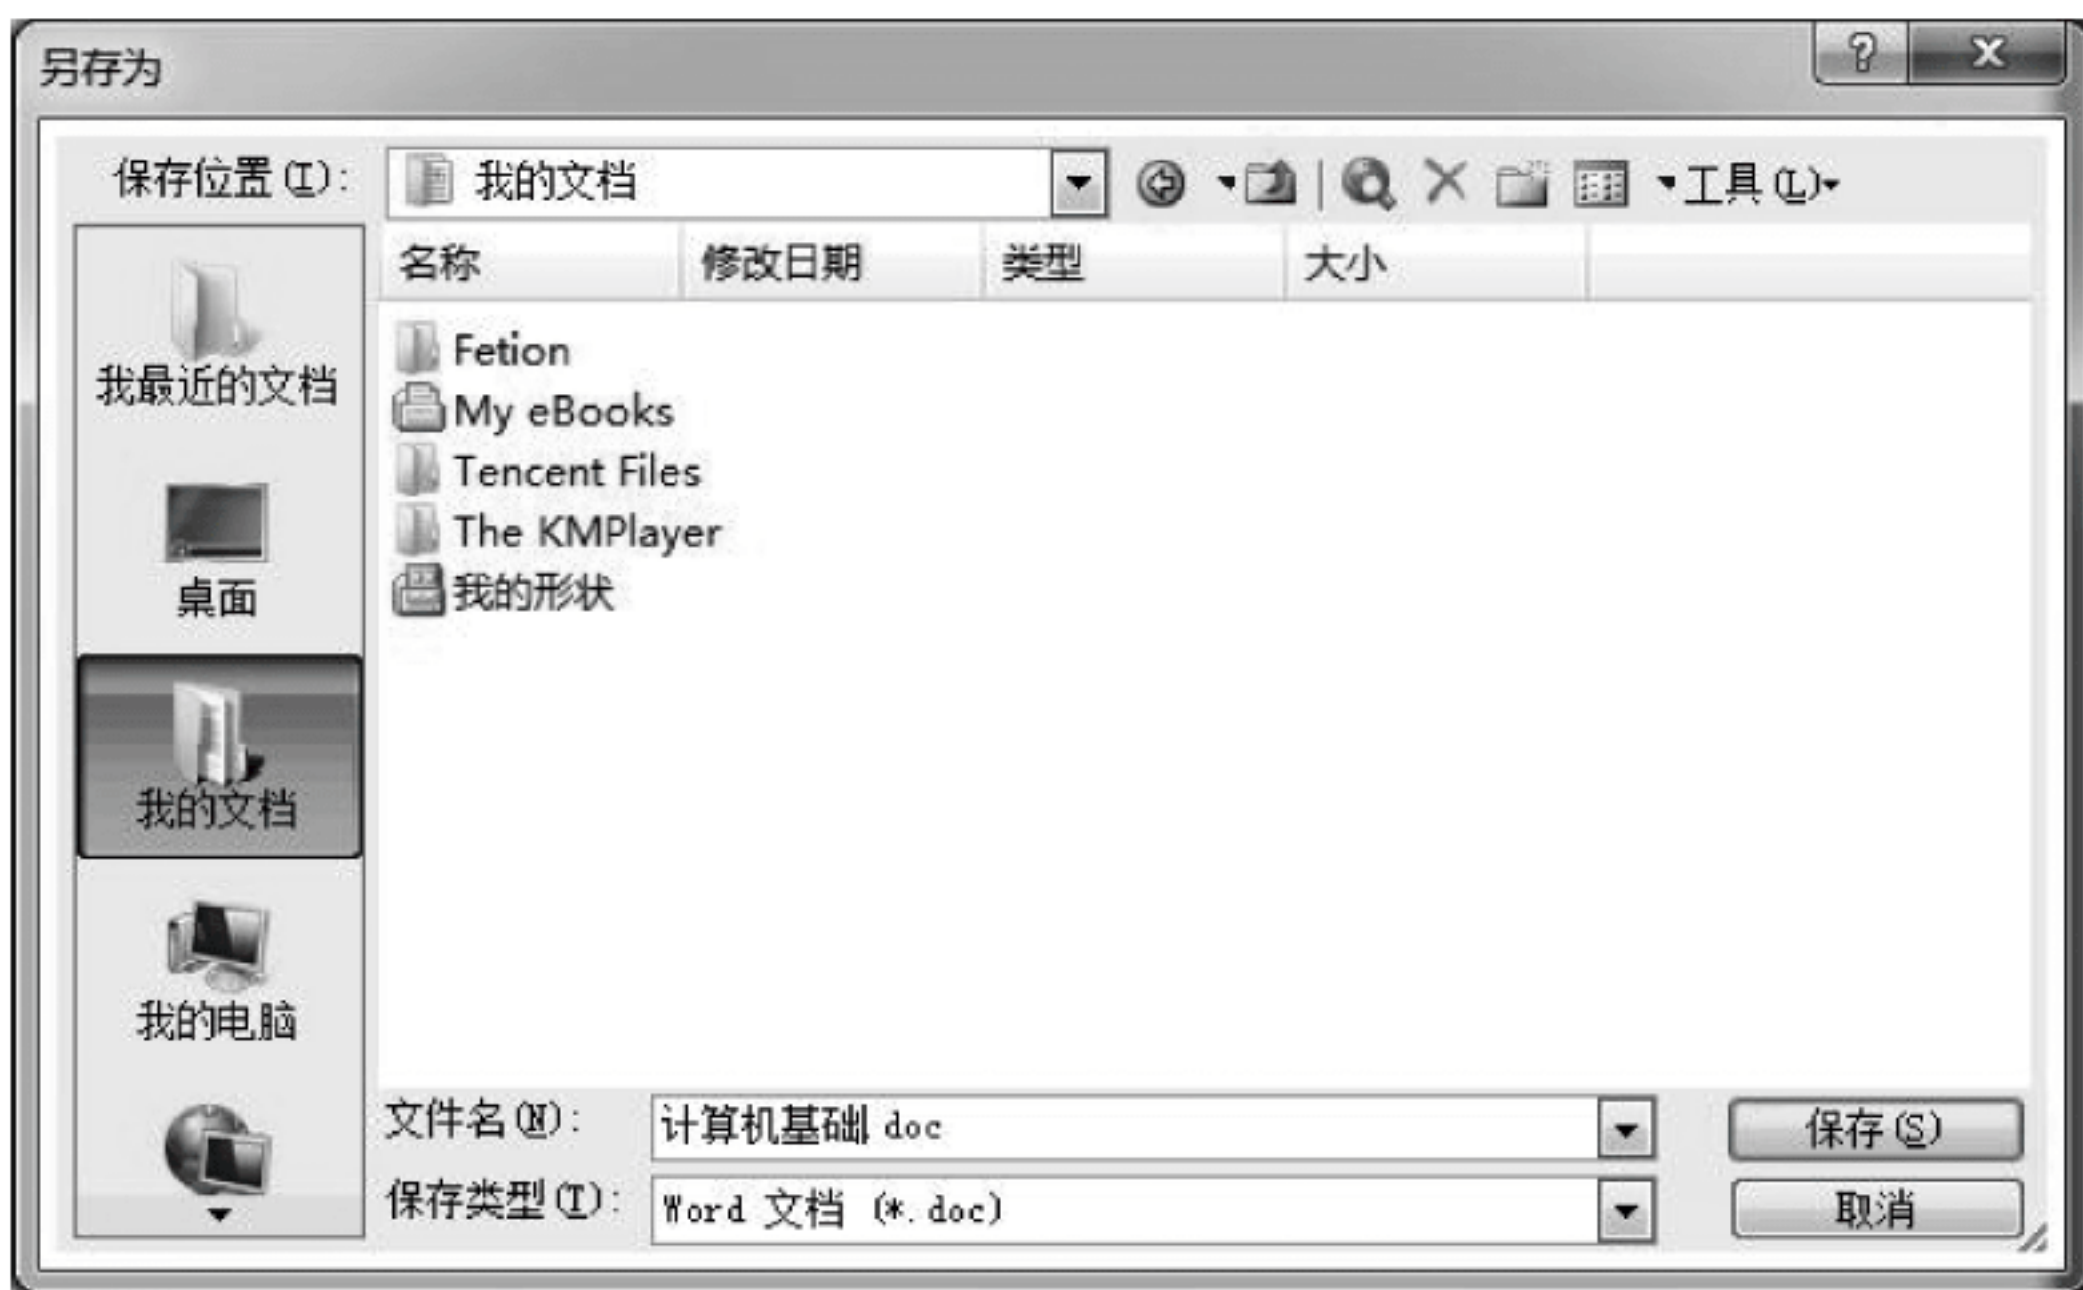 另存为
保存位置(I): 我的文档 工具(L)
名称 修改日期 类型 大小
我最近的文档
桌面
我的文档
我的电脑
Fetion
My eBooks
Tencent Files
The KMPlayer
我的形状
文件名(N): 计算机基础.doc 保存(S)
保存类型(T): Word 文档 (*.doc) 取消